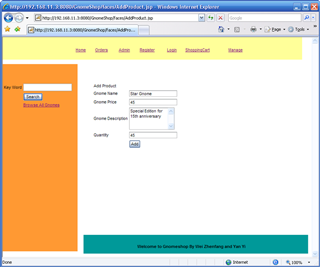 http://192.168.11.3:8080/GnomeShop/faces/AddProduct.jsp - Windows Internet Explorer
http://192.168.11.3:8080/GnomeShop/faces/AddProduct.jsp
Google
http://192.168.11.3:8080/GnomeShop/faces/AddPro...
Page
Tools
Home Orders Admin Register Login ShoppingCart Manage
Key Word
Search
Browse All Gnomes
Add Product
Gnome Name Star Gnome
Gnome Price 45
Gnome Description Special Edition for
15th anniversary
Quantity 45
Add
Welcome to Gnomeshop By Wei Zhenfang and Yan Yi
Done
Internet
100%